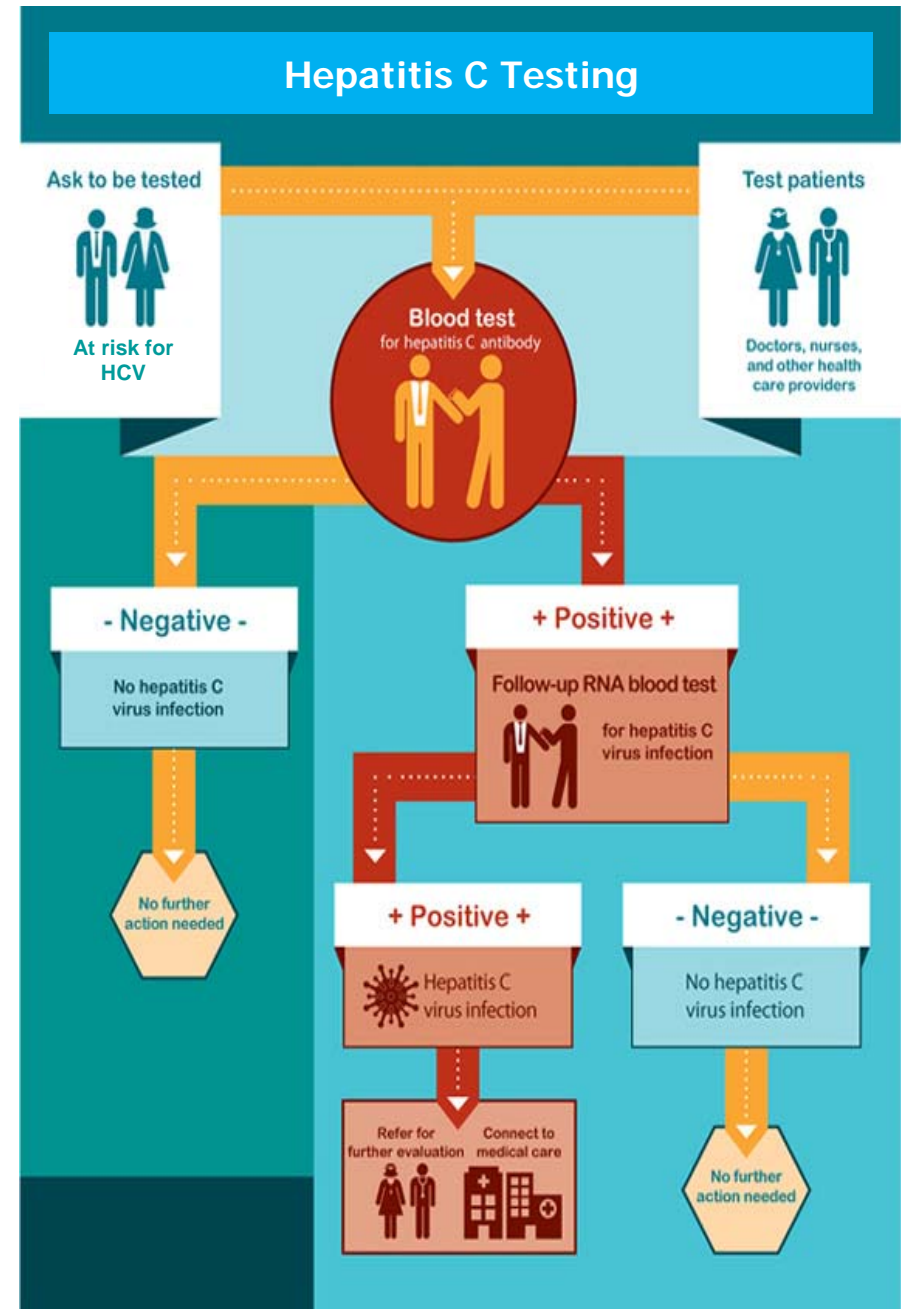 Hepatitis C Testing
Ask to be tested
At risk for
HCV
Test patients
Doctors, nurses,
and other health
care providers
Blood test
for hepatitis C antibody
- Negative -
No hepatitis C
virus infection
No further
action needed
+ Positive +
Follow-up RNA blood test
for hepatitis C
virus infection
+ Positive +
Hepatitis C
virus infection
Refer for
further evaluation
Connect to
medical care
- Negative -
No hepatitis C
virus infection
No further
action needed